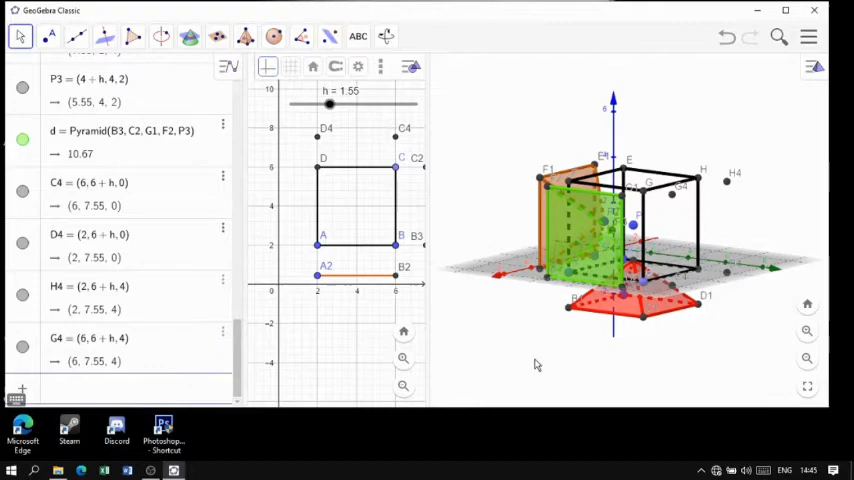 GeoGebra Classic
ABC
P3 = (4 + h, 4, 2)
→ (5.55, 4, 2)
d = Pyramid(B3, C2, G1, F2, P3)
→ 10.67
C4 = (6, 6 + h, 0)
→ (6, 7.55, 0)
D4 = (2, 6 + h, 0)
→ (2, 7.55, 0)
H4 = (2, 6 + h, 4)
→ (2, 7.55, 4)
G4 = (6, 6 + h, 4)
→ (6, 7.55, 4)
h = 1.55
10
8
6
4
2
0
−2
−4
2
4
6
D4
C4
D
C
C2
A
B
B3
A2
B2
6
E
H
H4
G
G4
G1
P
D1
Microsoft
Edge
Steam
Discord
Photoshop...
- Shortcut
ENG
14:45